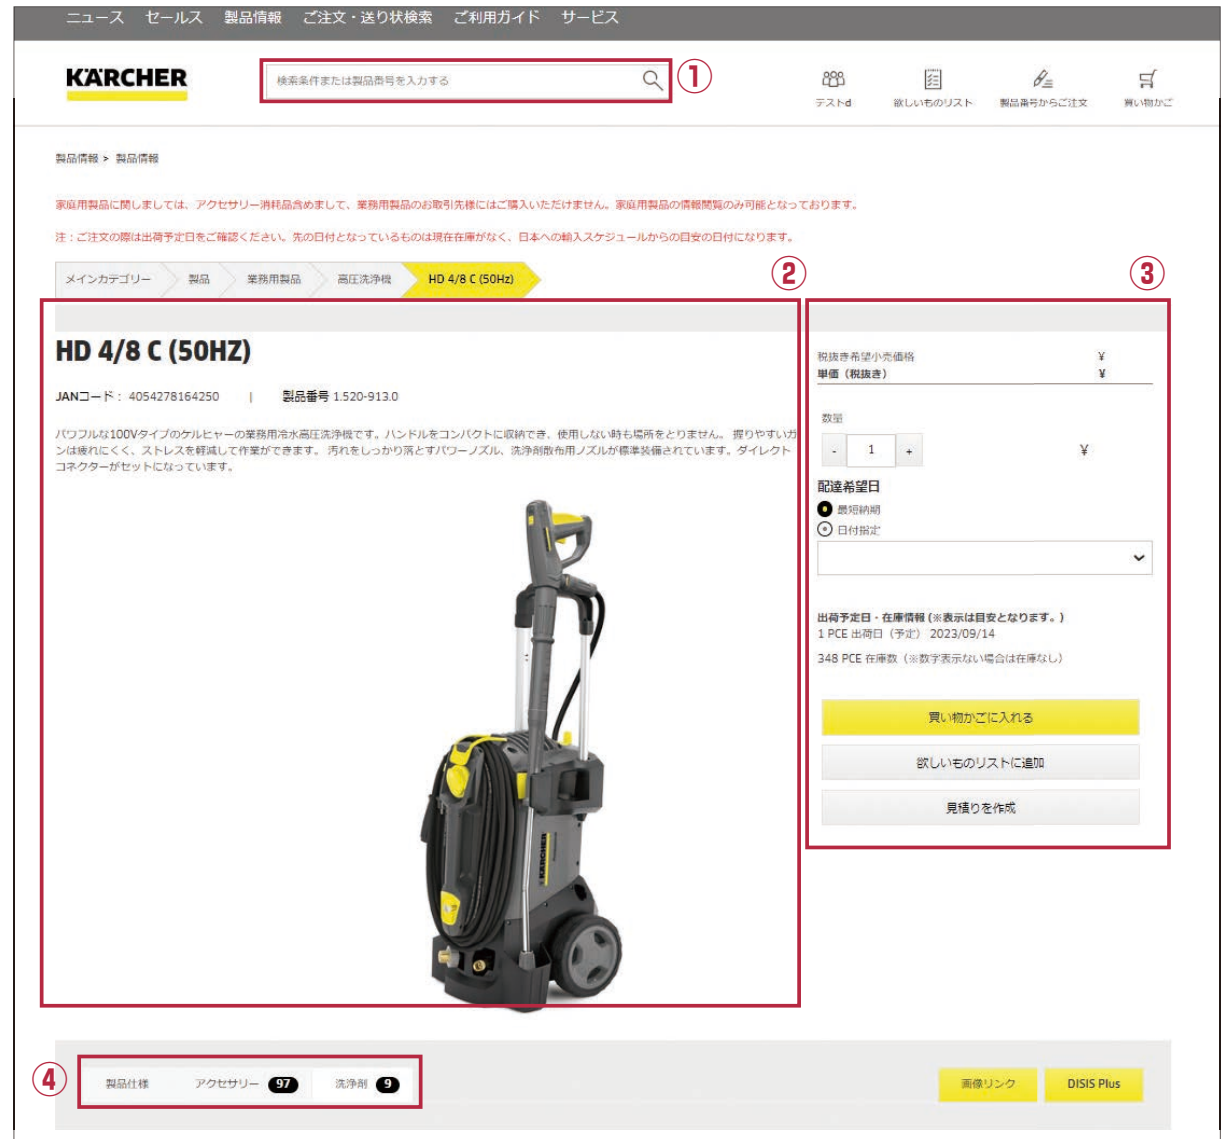 ニュース セールス 製品情報 ご注文・送り状検索 ご利用ガイド サービス
KÄRCHER
検索条件または製品番号を入力する
①
テストd 欲しいものリスト 製品番号からご注文 買い物かご
製品情報 > 製品情報
家庭用製品に関しましては、アクセサリー消耗品含めまして、業務用製品のお取引先様にはご購入いただけません。家庭用製品の情報閲覧のみ可能となっております。
注：ご注文の際は出荷予定日をご確認ください。先の日付となっているものは現在在庫がなく、日本への輸入スケジュールからの目安の日付になります。
メインカテゴリー 製品 業務用製品 高圧洗浄機 HD 4/8 C (50Hz)
②
③
HD 4/8 C (50HZ)
JANコード： 4054278164250 | 製品番号 1.520-913.0
パワフルな100Vタイプのケルヒャーの業務用冷水高圧洗浄機です。ハンドルをコンパクトに収納でき、使用しない時も場所をとりません。 握りやすいガ
ンは疲れにくく、ストレスを軽減して作業ができます。 汚れをしっかり落とすパワーノズル、洗浄剤散布用ノズルが標準装備されています。ダイレクト
コネクターがセットになっています。
KÄRCHER
税抜き希望小売価格 ¥
単価（税抜き） ¥
数量
- 1 + ¥
配達希望日
最短納期
日付指定
出荷予定日・在庫情報 (※表示は目安となります。)
1 PCE 出荷日（予定） 2023/09/14
348 PCE 在庫数（※数字表示ない場合は在庫なし）
買い物かごに入れる
欲しいものリストに追加
見積りを作成
④
製品仕様 アクセサリー 97 洗浄剤 9
画像リンク DISIS Plus